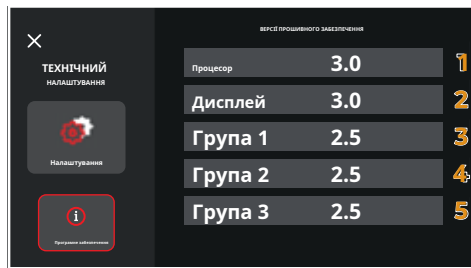 ВЕРСІЇ ПРОШИВНОГО ЗАБЕЗПЕЧЕННЯ
ТЕХНІЧНИЙ
НАЛАШТУВАННЯ
Налаштування
Програмне забезпечення
Процесор 3.0 1
Дисплей 3.0 2
Група 1 2.5 3
Група 2 2.5 4
Група 3 2.5 5